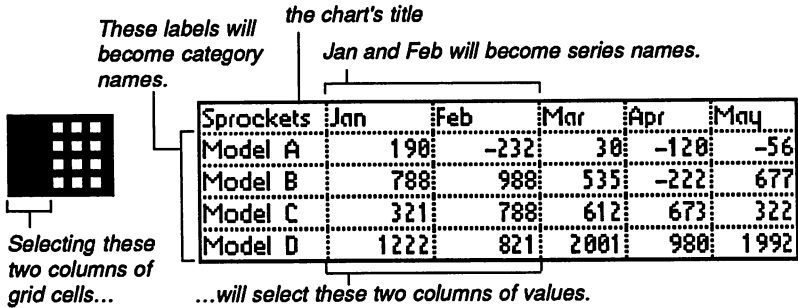 the chart's title
These labels will
become category
names.
Jan and Feb will become series names.
Sprockets Jan Feb Mar Apr May
Model A 190 -232 30 -120 -56
Model B 788 988 535 -222 677
Model C 321 788 612 673 322
Model D 1222 821 2001 980 1992
Selecting these
two columns of
grid cells...
...will select these two columns of values.